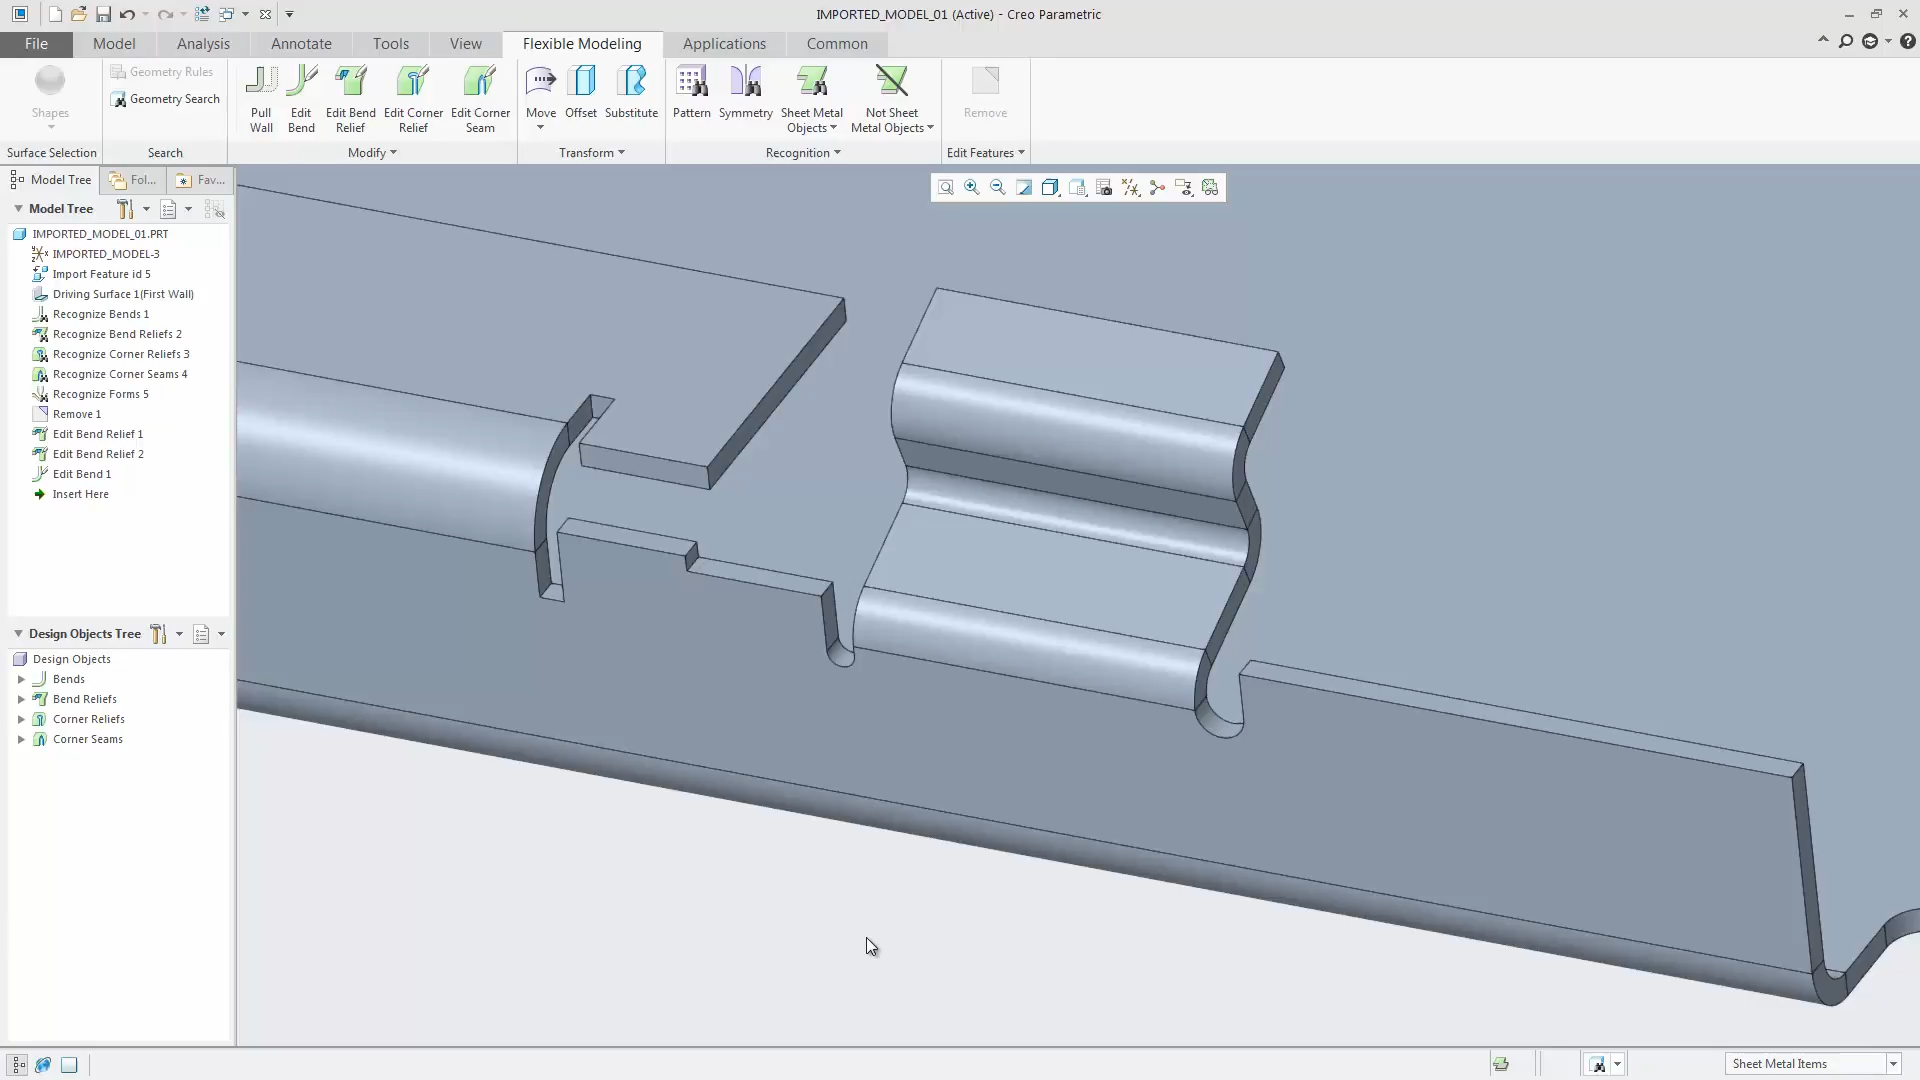 IMPORTED_MODEL_01 (Active) - Creo Parametric
File
Model
Analysis
Annotate
Tools
View
Flexible Modeling
Applications
Common
Shapes
Geometry Rules
Geometry Search
Pull Wall
Edit Bend
Edit Bend Relief
Edit Corner Relief
Edit Corner Seam
Move
Offset
Substitute
Pattern
Symmetry
Sheet Metal Objects
Not Sheet Metal Objects
Remove
Surface Selection
Search
Modify
Transform
Recognition
Edit Features
Model Tree
Fol...
Fav...
Model Tree
IMPORTED_MODEL_01.PRT
IMPORTED_MODEL-3
Import Feature id 5
Driving Surface 1(First Wall)
Recognize Bends 1
Recognize Bend Reliefs 2
Recognize Corner Reliefs 3
Recognize Corner Seams 4
Recognize Forms 5
Remove 1
Edit Bend Relief 1
Edit Bend Relief 2
Edit Bend 1
Insert Here
Design Objects Tree
Design Objects
Bends
Bend Reliefs
Corner Reliefs
Corner Seams
Sheet Metal Items